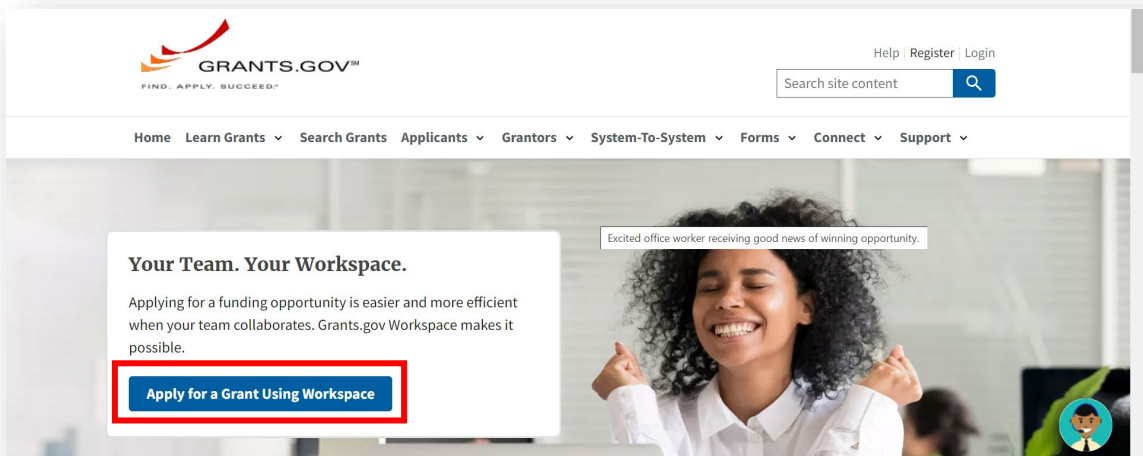 GRANTS.GOV℠
FIND. APPLY. SUCCEED.℠
Help | Register | Login
Search site content
Home Learn Grants Search Grants Applicants Grantors System-To-System Forms Connect Support
Excited office worker receiving good news of winning opportunity.
Your Team. Your Workspace.
Applying for a funding opportunity is easier and more efficient
when your team collaborates. Grants.gov Workspace makes it
possible.
Apply for a Grant Using Workspace